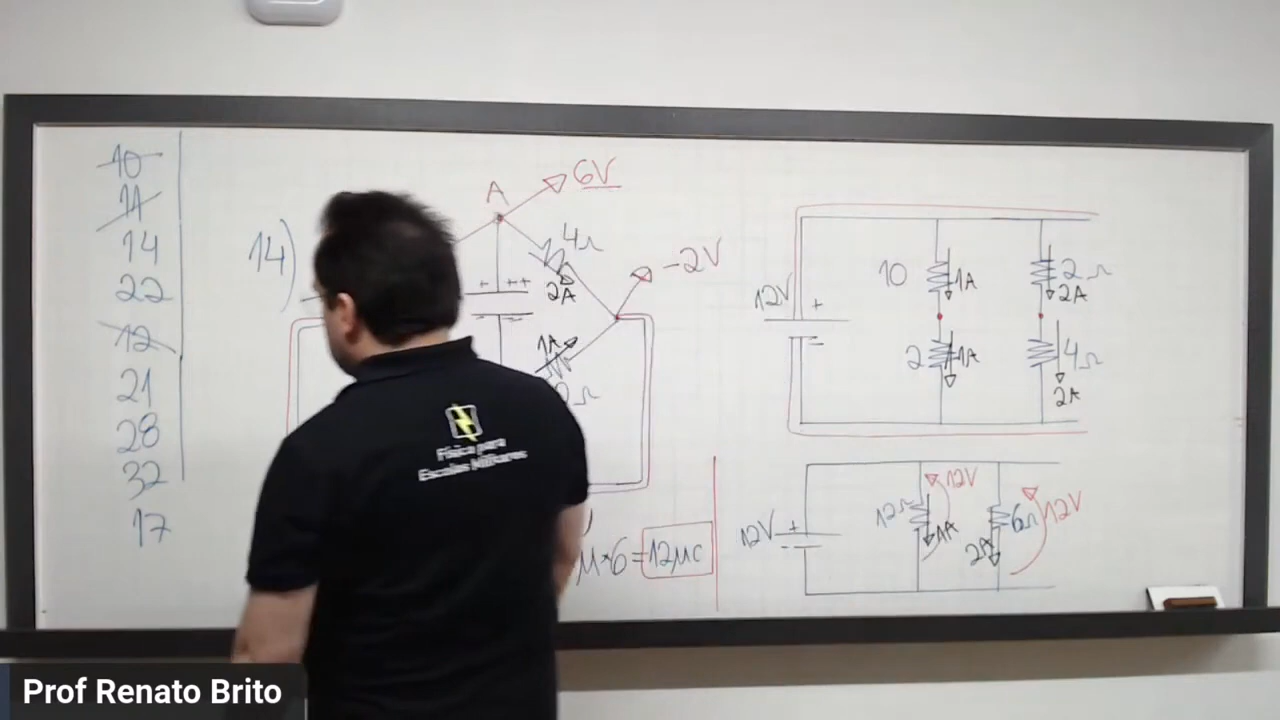 10
11
14
22
12
21
28
32
17
14)
A
6V
4Ω
2A
-2V
1A
μ*6 = 12μC
12V
+
10
1A
2Ω
2A
2
1A
4Ω
2A
12V
+
12Ω
1A
12V
2A
6Ω
12V
Física para
Escolas Militares
Prof Renato Brito